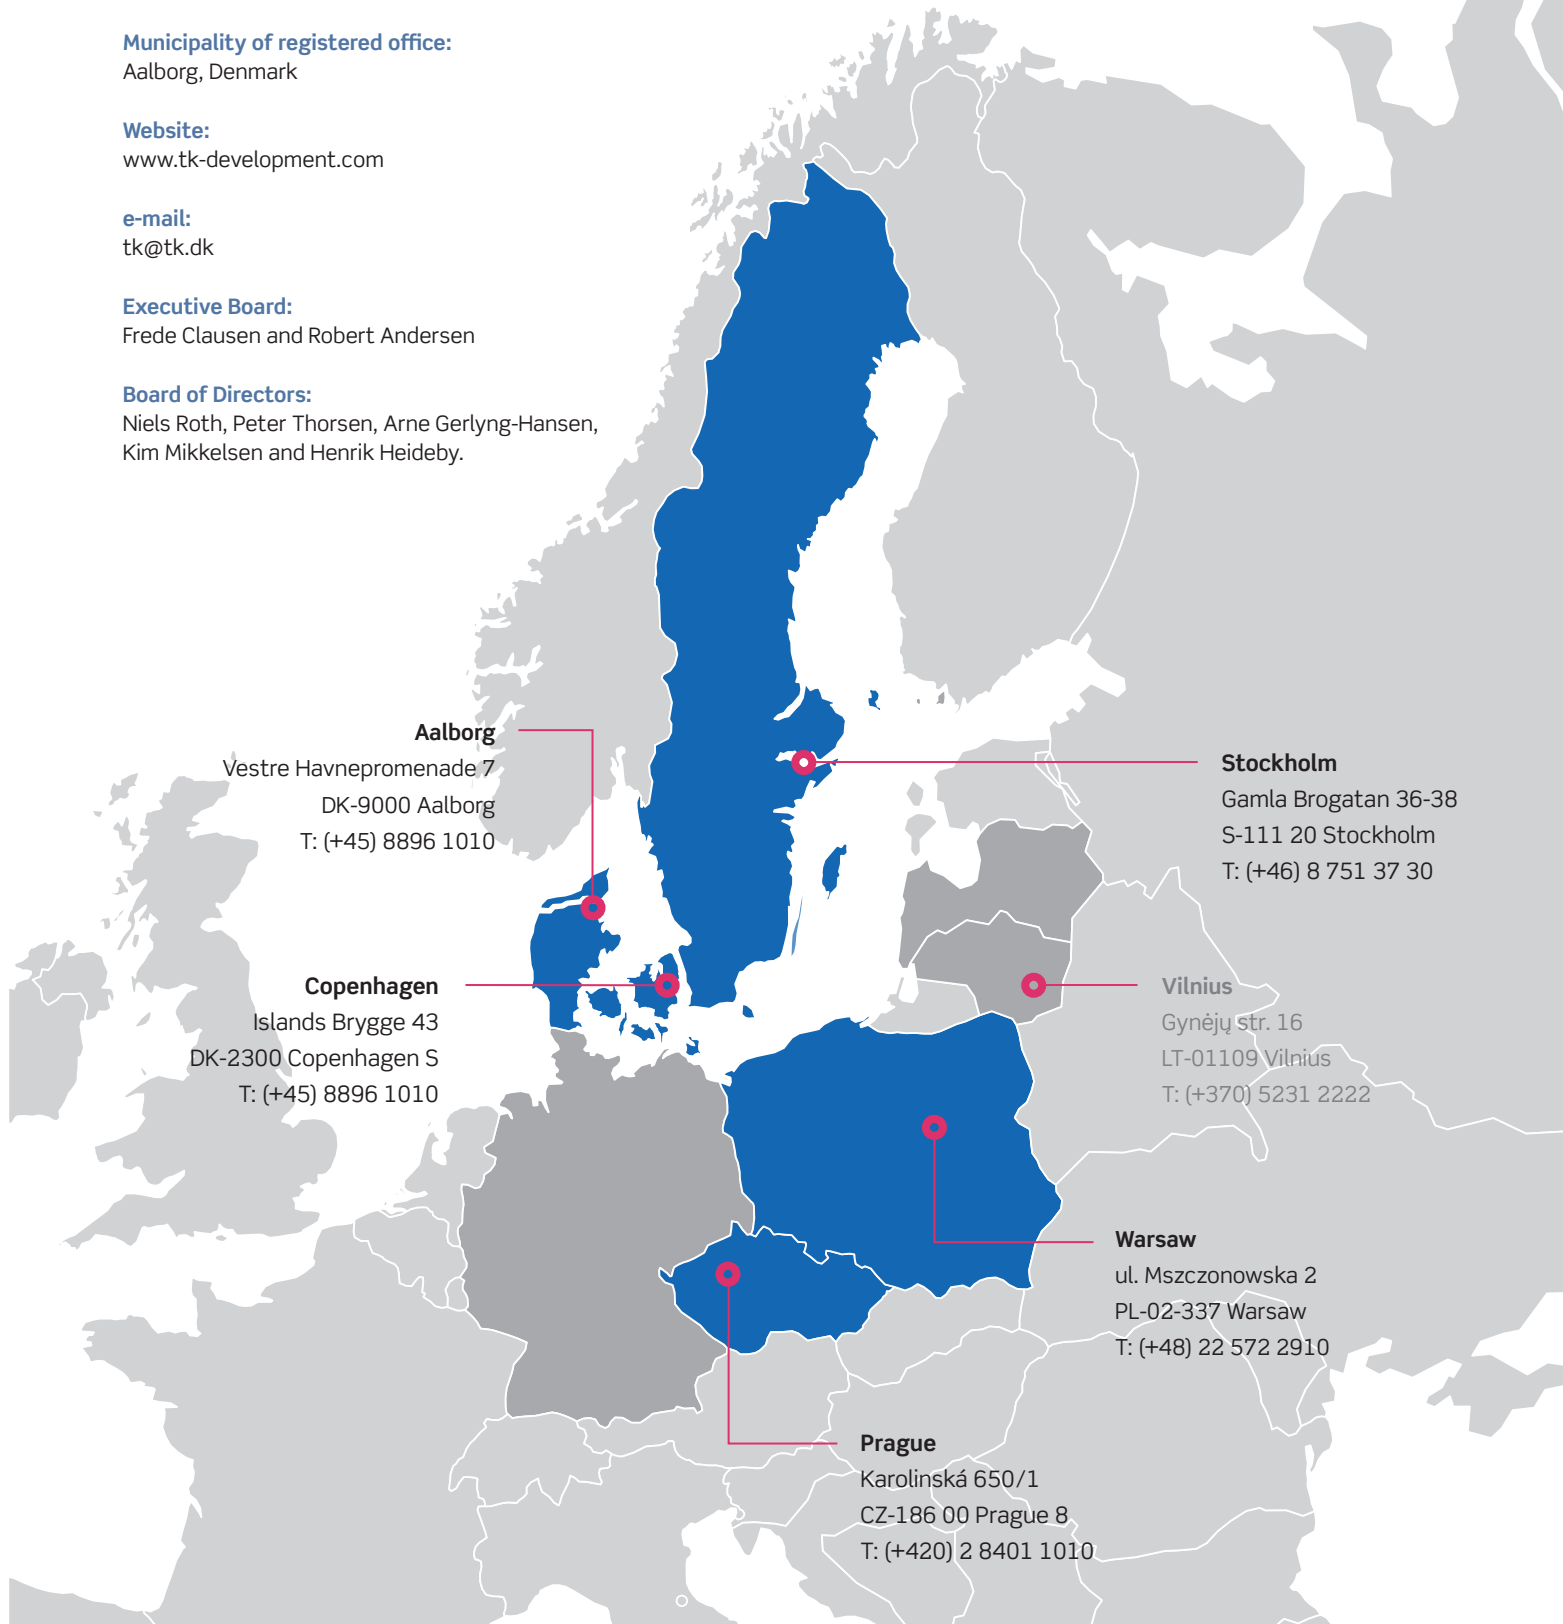 Municipality of registered office:
Aalborg, Denmark
Website:
www.tk-development.com
e-mail:
tk@tk.dk
Executive Board:
Frede Clausen and Robert Andersen
Board of Directors:
Niels Roth, Peter Thorsen, Arne Gerlyng-Hansen,
Kim Mikkelsen and Henrik Heideby.
Aalborg
Vestre Havnepromenade 7
DK-9000 Aalborg
T: (+45) 8896 1010
Stockholm
Gamla Brogatan 36-38
S-111 20 Stockholm
T: (+46) 8 751 37 30
Copenhagen
Islands Brygge 43
DK-2300 Copenhagen S
T: (+45) 8896 1010
Vilnius
Gynėjų str. 16
LT-01109 Vilnius
T: (+370) 5231 2222
Warsaw
ul. Mszczonowska 2
PL-02-337 Warsaw
T: (+48) 22 572 2910
Prague
Karolinská 650/1
CZ-186 00 Prague 8
T: (+420) 2 8401 1010